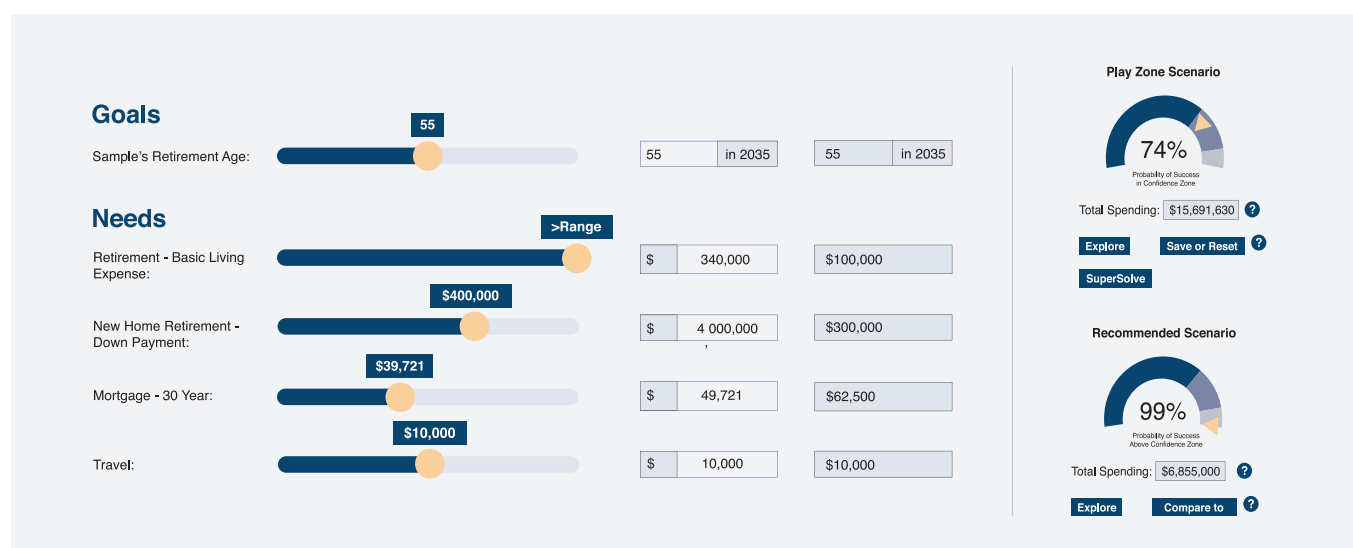 Goals
55
Sample's Retirement Age:
55
in 2035
55
in 2035
Needs
>Range
Retirement - Basic Living
Expense:
$
340,000
$100,000
$400,000
New Home Retirement -
Down Payment:
$
4 000,000
,
$300,000
$39,721
Mortgage - 30 Year:
$
49,721
$62,500
$10,000
Travel:
$
10,000
$10,000
Play Zone Scenario
74%
Probability of Success
in Confidence Zone
Total Spending:
$15,691,630
?
Explore
Save or Reset
?
SuperSolve
Recommended Scenario
99%
Probability of Success
Above Confidence Zone
Total Spending:
$6,855,000
?
Explore
Compare to
?